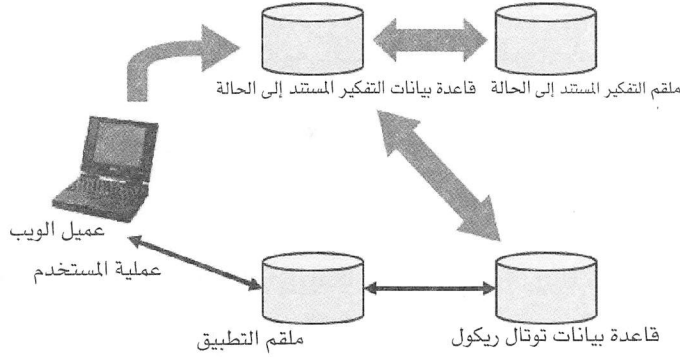 ملقم التفكير المستند إلى الحالة
قاعدة بيانات التفكير المستند إلى الحالة
عميل الويب
عملية المستخدم
ملقم التطبيق
قاعدة بيانات توتال ريكول